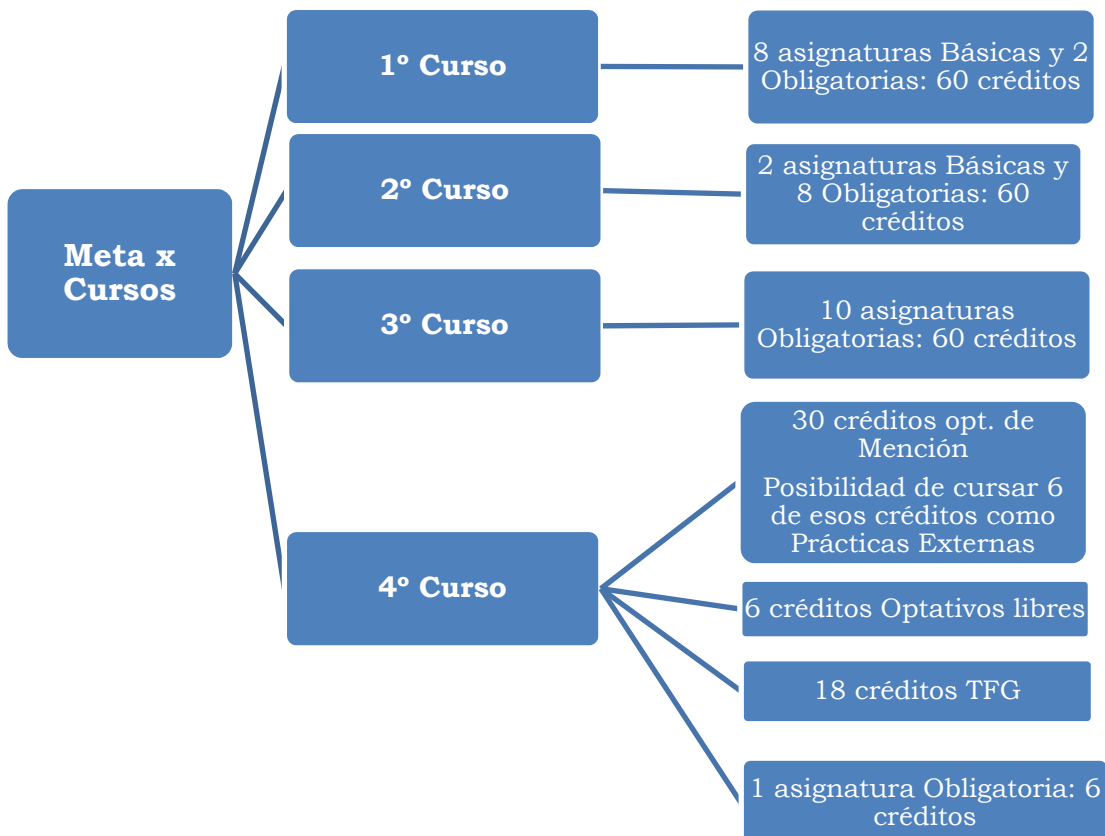 Meta x
Cursos
1º Curso
8 asignaturas Básicas y 2
Obligatorias: 60 créditos
2º Curso
2 asignaturas Básicas y
8 Obligatorias: 60
créditos
3º Curso
10 asignaturas
Obligatorias: 60 créditos
4º Curso
30 créditos opt. de
Mención
Posibilidad de cursar 6
de esos créditos como
Prácticas Externas
6 créditos Optativos libres
18 créditos TFG
1 asignatura Obligatoria: 6
créditos